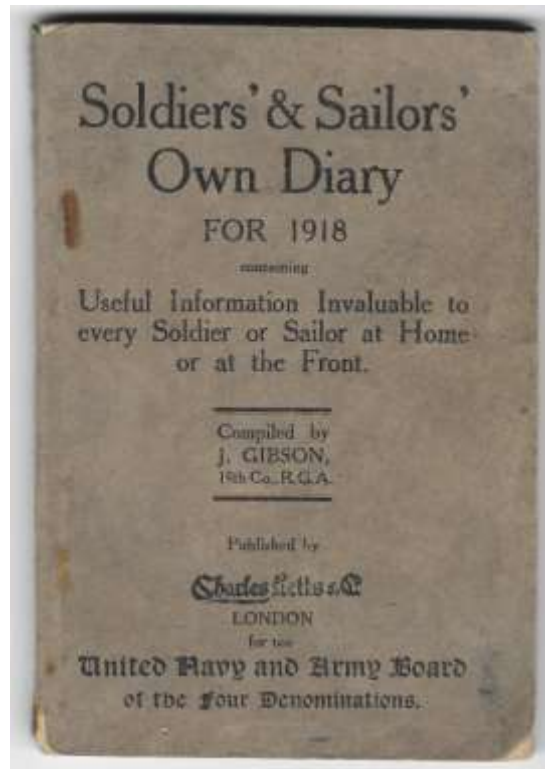 Soldiers' & Sailors'
Own Diary
FOR 1918
containing
Useful Information Invaluable to
every Soldier or Sailor at Home
or at the Front.
Compiled by
J. GIBSON,
Co., R.G.A.
Published by
Charles Letts & Co
LONDON
for the
United Navy and Army Board
of the Four Denominations.